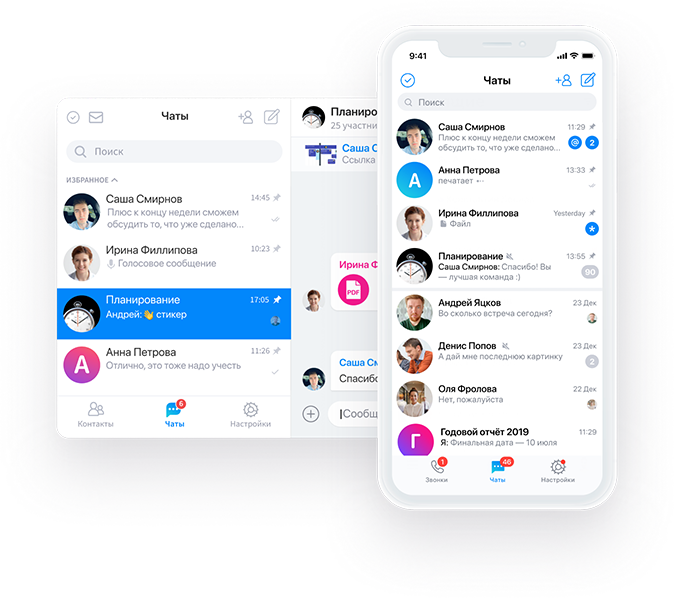 Чаты
Поиск
ИЗБРАННОЕ
Саша Смирнов
14:45
Плюс к концу недели сможем
обсудить то, что уже сделано...
Ирина Филлипова
10:23
Голосовое сообщение
Планирование
17:05
Андрей: 👋 стикер
А
Анна Петрова
11:26
Отлично, это тоже надо учесть
Контакты
6
Чаты
Настройки
Планиро
25 участни
Саша С
Ссылка
Ирина Ф
PDF
Саша См
Спасибо
Сообщ
9:41
Чаты
Поиск
Саша Смирнов
11:29
Плюс к концу недели сможем
обсудить то, что уже сделано...
@ 2
А
Анна Петрова
13:33
печатает
Ирина Филлипова
Yesterday
Файл
*
Планирование
13:55
Саша Смирнов: Спасибо! Вы
— лучшая команда :)
90
Андрей Яцков
23 Дек
Во сколько встреча сегодня?
Денис Попов
23 Дек
А дай мне последнюю картинку
2
Оля Фролова
22 Дек
Нет, пожалуйста
Г
Годовой отчёт 2019
11:29
Я: Финальная дата — 10 июля
1
Звонки
46
Чаты
Настройки